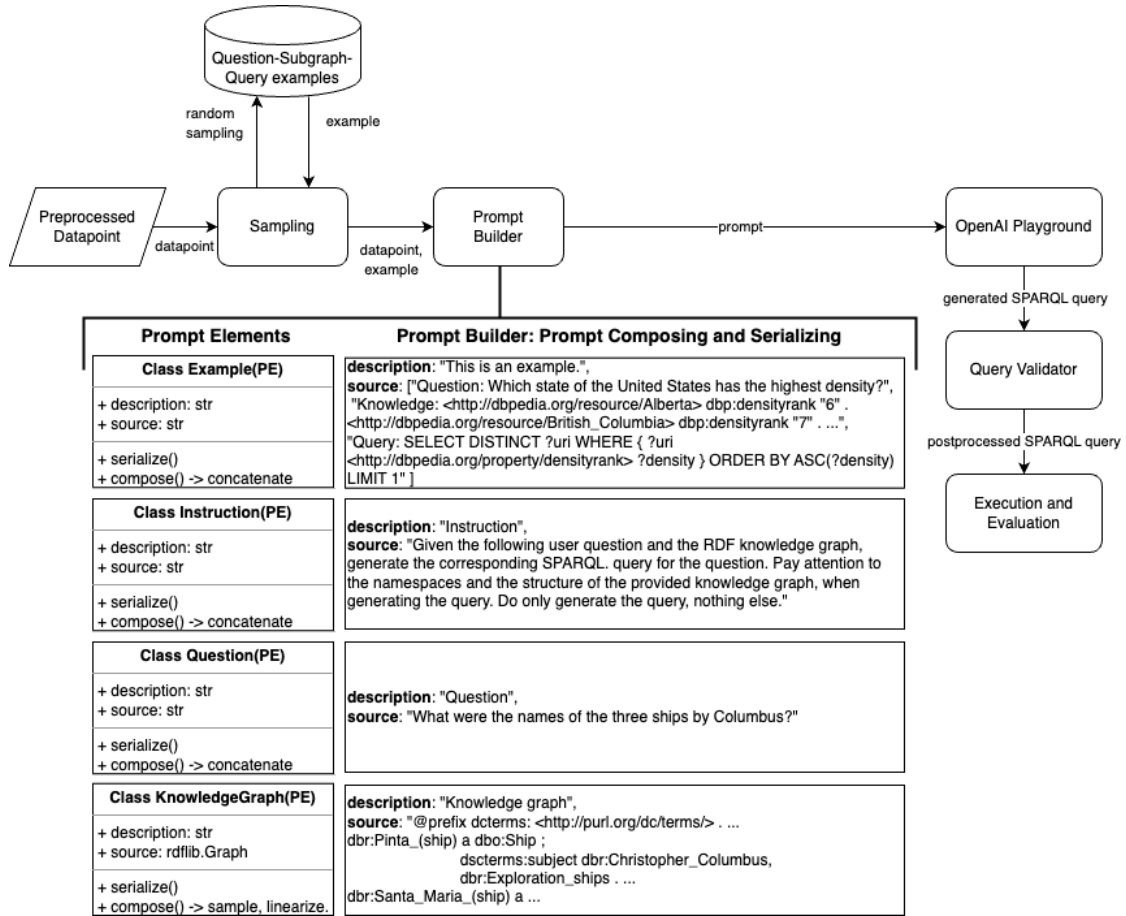 Question-Subgraph-
Query examples
random
sampling
example
Preprocessed
Datapoint
datapoint
Sampling
datapoint,
example
Prompt
Builder
prompt
OpenAI Playground
generated SPARQL query
Query Validator
postprocessed SPARQL query
Execution and
Evaluation
Prompt Elements
Prompt Builder: Prompt Composing and Serializing
Class Example(PE)
+ description: str
+ source: str
+ serialize()
+ compose() -> concatenate
description: "This is an example.",
source: ["Question: Which state of the United States has the highest density?",
"Knowledge: <http://dbpedia.org/resource/Alberta> dbp:densityrank "6" .
<http://dbpedia.org/resource/British_Columbia> dbp:densityrank "7" . ...",
"Query: SELECT DISTINCT ?uri WHERE { ?uri
<http://dbpedia.org/property/densityrank> ?density } ORDER BY ASC(?density)
LIMIT 1" ]
Class Instruction(PE)
+ description: str
+ source: str
+ serialize()
+ compose() -> concatenate
description: "Instruction",
source: "Given the following user question and the RDF knowledge graph,
generate the corresponding SPARQL. query for the question. Pay attention to
the namespaces and the structure of the provided knowledge graph, when
generating the query. Do only generate the query, nothing else."
Class Question(PE)
+ description: str
+ source: str
+ serialize()
+ compose() -> concatenate
description: "Question",
source: "What were the names of the three ships by Columbus?"
Class KnowledgeGraph(PE)
+ description: str
+ source: rdflib.Graph
+ serialize()
+ compose() -> sample, linearize.
description: "Knowledge graph",
source: "@prefix dcterms: <http://purl.org/dc/terms/> . ...
dbr:Pinta_(ship) a dbo:Ship ;
dscterms:subject dbr:Christopher_Columbus,
dbr:Exploration_ships . ...
dbr:Santa_Maria_(ship) a ...